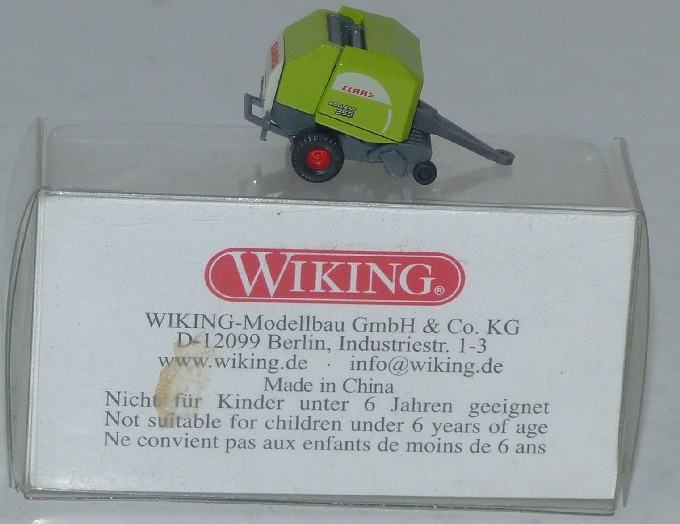 CLAAS
CLAAS
WIKING®
WIKING-Modellbau GmbH & Co. KG
D-12099 Berlin, Industriestr. 1-3
www.wiking.de · info@wiking.de
Made in China
Nicht für Kinder unter 6 Jahren geeignet
Not suitable for children under 6 years of age
Ne convient pas aux enfants de moins de 6 ans